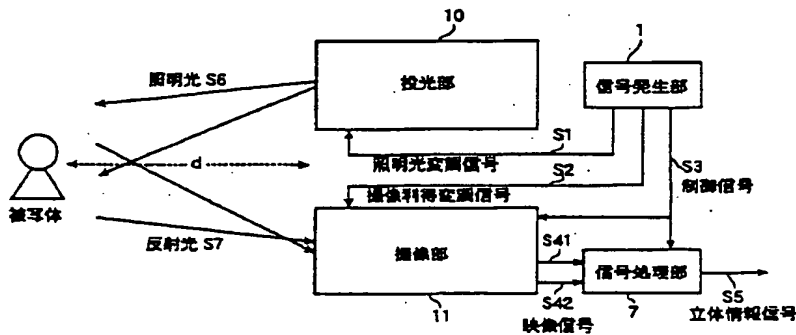 10
1
照明光 S6
投光部
信号発生部
S1
d
照明光変調信号
S2
S3
制御信号
撮像利得変調信号
被写体
反射光 S7
撮像部
S41
信号処理部
S42
S5
11
映像信号
7
立体情報信号